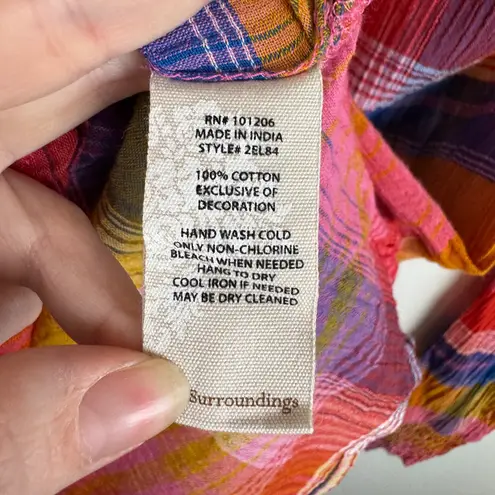 RN# 101206
MADE IN INDIA
STYLE# 2EL84
100% COTTON
EXCLUSIVE OF
DECORATION
HAND WASH COLD
ONLY NON-CHLORINE
BLEACH WHEN NEEDED
HANG TO DRY
COOL IRON IF NEEDED
MAY BE DRY CLEANED
Surroundings